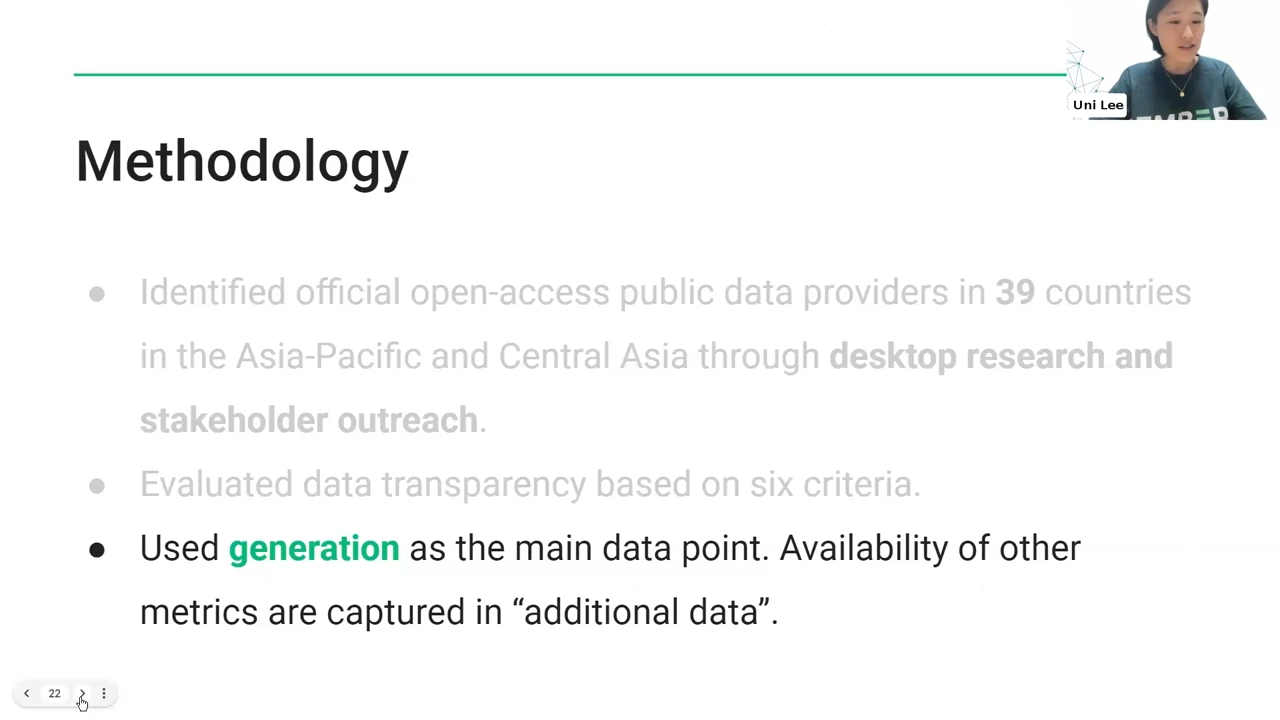 Uni Lee
EMBER
Methodology
● Identified official open-access public data providers in 39 countries
in the Asia-Pacific and Central Asia through desktop research and
stakeholder outreach.
● Evaluated data transparency based on six criteria.
● Used generation as the main data point. Availability of other
metrics are captured in “additional data”.
22